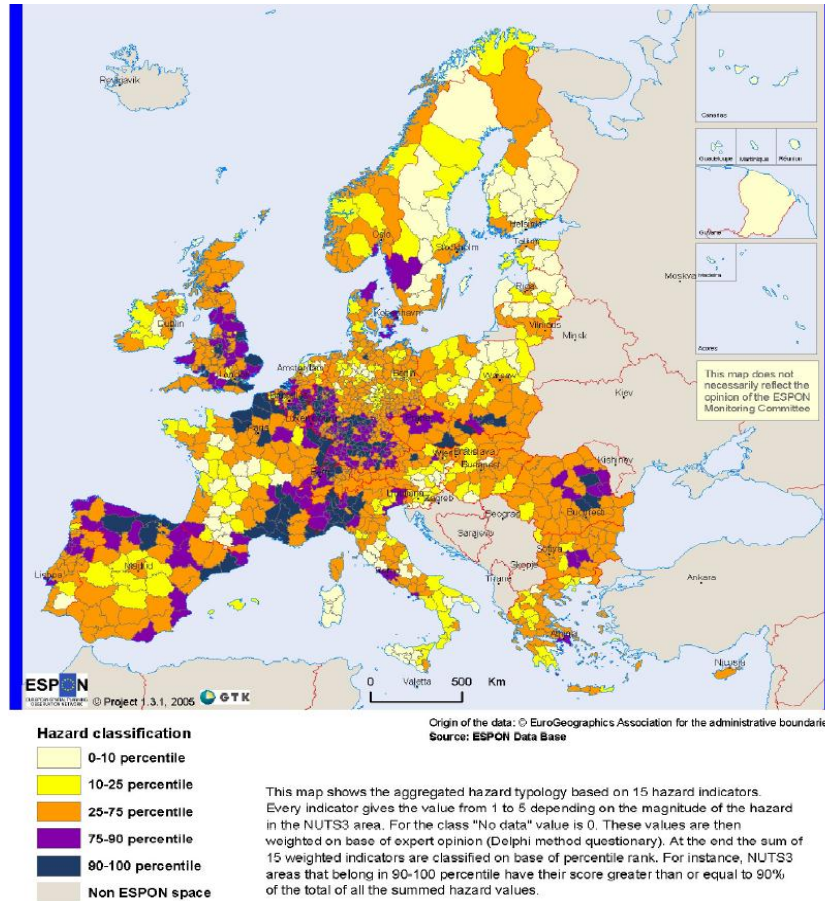 Reykjavik
Canarias
Guadeloupe Martinique Réunion
Guyane
Madeira
Acores
Oslo
Helsinki
Stockholm
Tallinn
Riga
Moskva
Vilnius
Minsk
Dublin
København
London
Amsterdam
Berlin
Warsaw
Kiev
This map does not
necessarily reflect the
opinion of the ESPON
Monitoring Committee
Paris
Wien
Bratislava
Budapest
Kishinev
Ljubljana
Zagreb
Beograd
Bucuresti
Sarajevo
Sofia
Skopje
Tirane
Ankara
Madrid
Lisboa
Athinai
Nicosia
Valetta
0 500 Km
ESPON
© Project 1.3.1, 2005 GTK
Origin of the data: © EuroGeographics Association for the administrative boundarie
Source: ESPON Data Base
Hazard classification
0-10 percentile
10-25 percentile
25-75 percentile
75-90 percentile
90-100 percentile
Non ESPON space
This map shows the aggregated hazard typology based on 15 hazard indicators.
Every indicator gives the value from 1 to 5 depending on the magnitude of the hazard
in the NUTS3 area. For the class "No data" value is 0. These values are then
weighted on base of expert opinion (Delphi method questionary). At the end the sum of
15 weighted indicators are classified on base of percentile rank. For instance, NUTS3
areas that belong in 90-100 percentile have their score greater than or equal to 90%
of the total of all the summed hazard values.